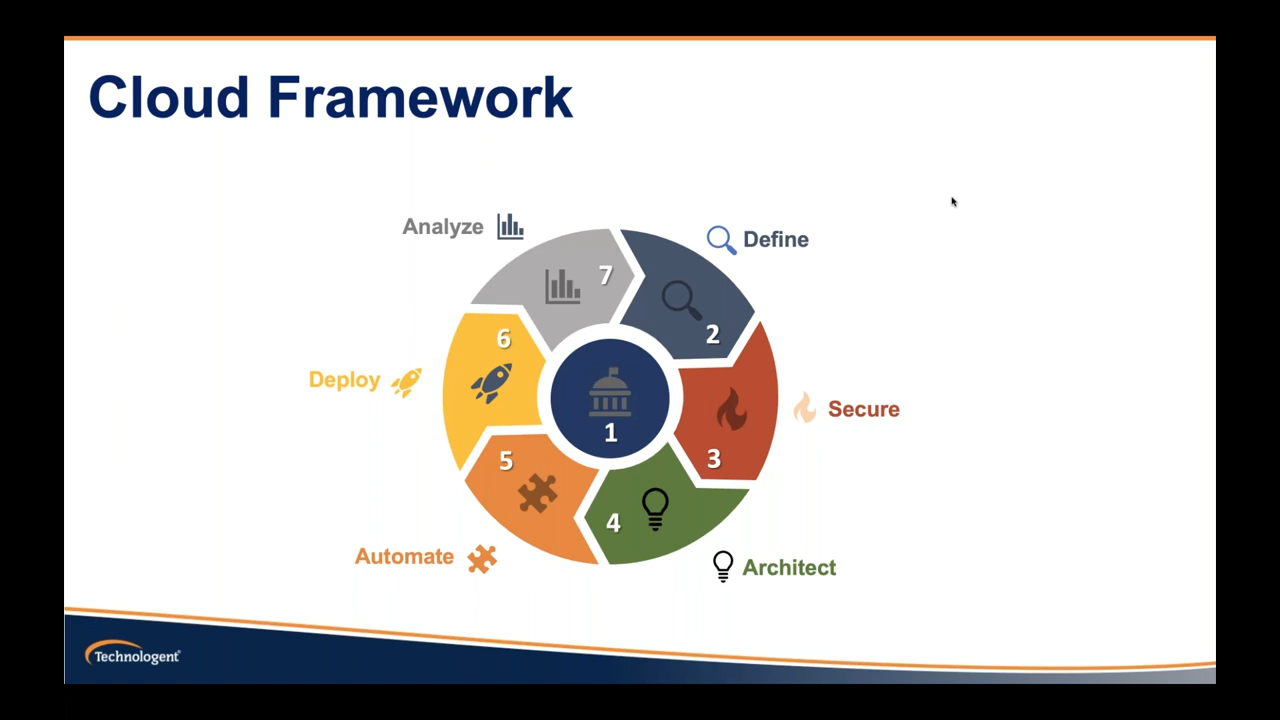 Cloud Framework
Analyze
Define
7
2
6
Deploy
1
Secure
3
5
4
Automate
Architect
Technologent